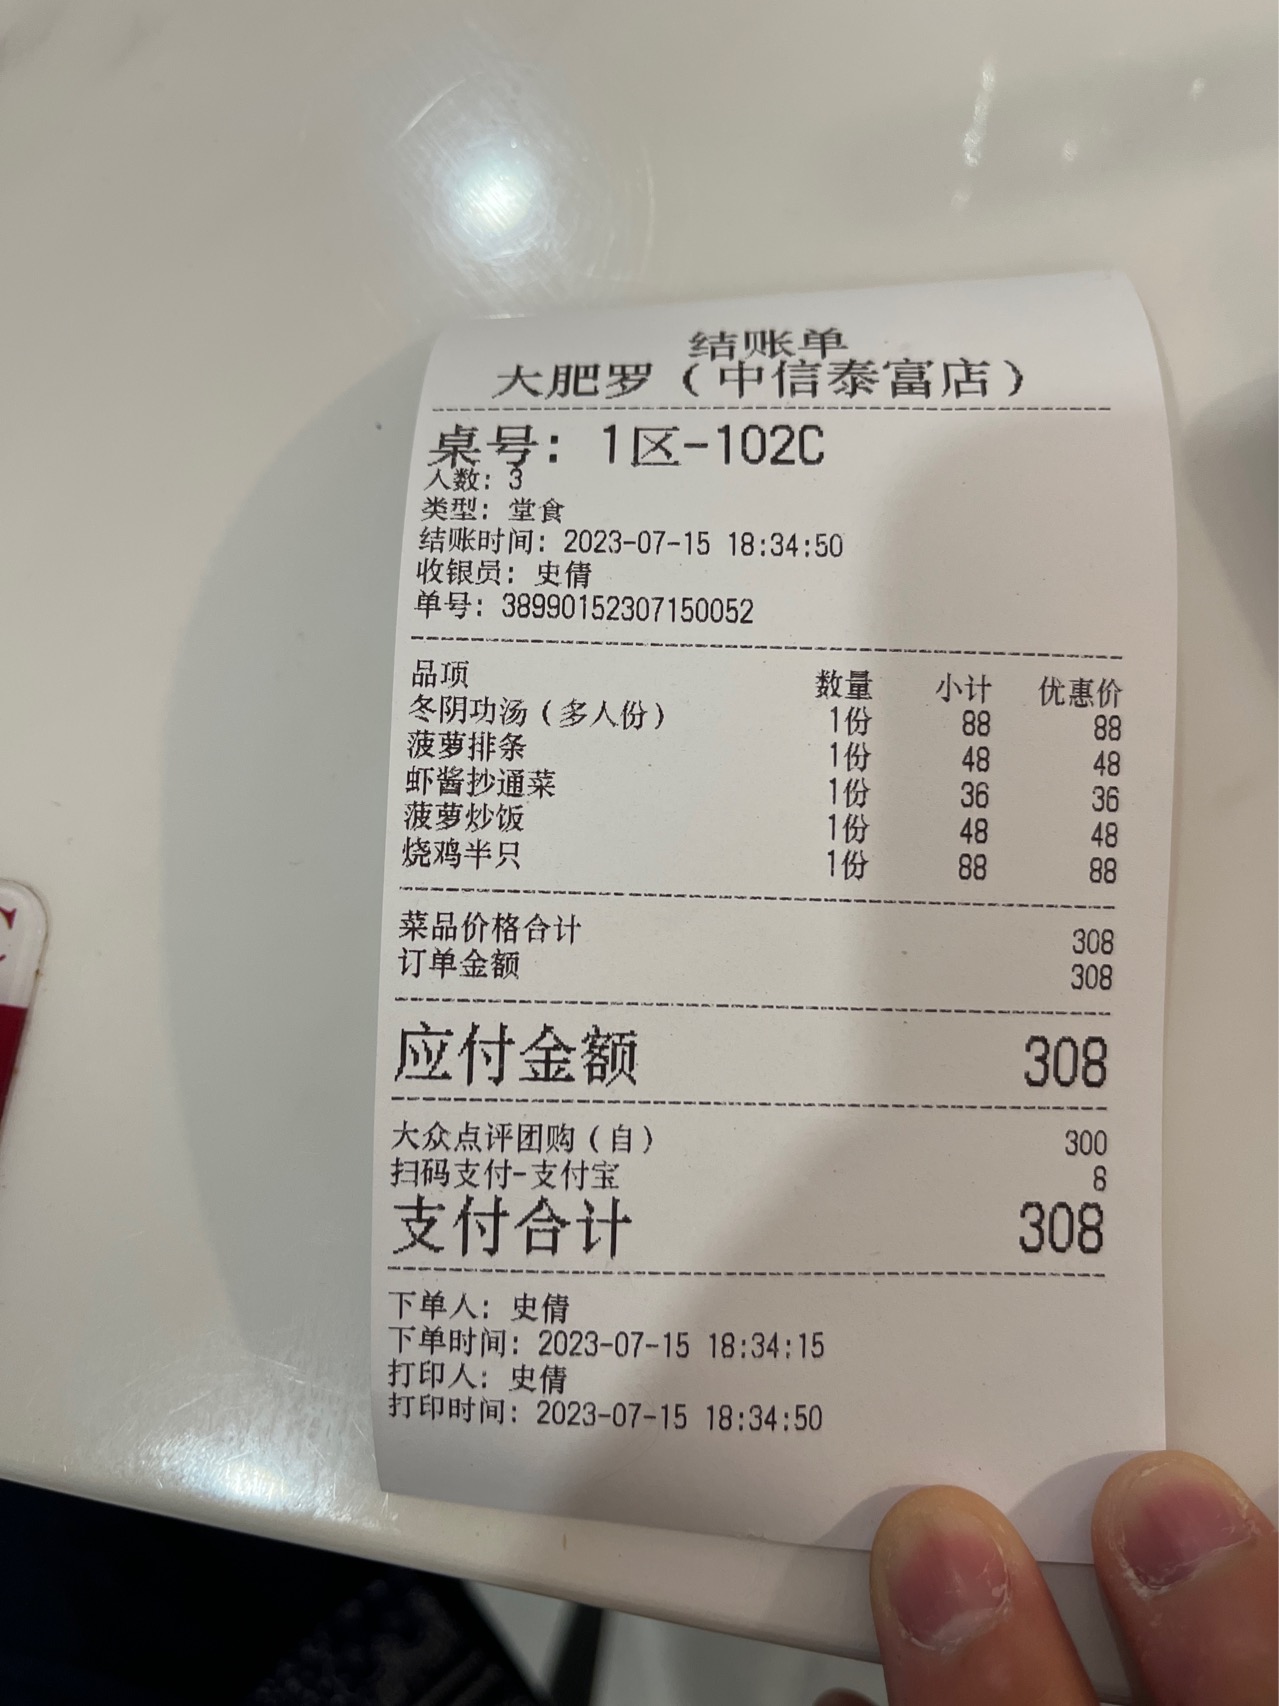 结账单
大肥罗（中信泰富店）
桌号：1区-102C
人数：3
类型：堂食
结账时间：2023-07-15 18:34:50
收银员：史倩
单号：38990152307150052
品项 数量 小计 优惠价
冬阴功汤（多人份） 1份 88 88
菠萝排条 1份 48 48
虾酱抄通菜 1份 36 36
菠萝炒饭 1份 48 48
烧鸡半只 1份 88 88
菜品价格合计 308
订单金额 308
应付金额 308
大众点评团购（自） 300
扫码支付-支付宝 8
支付合计 308
下单人：史倩
下单时间：2023-07-15 18:34:15
打印人：史倩
打印时间：2023-07-15 18:34:50